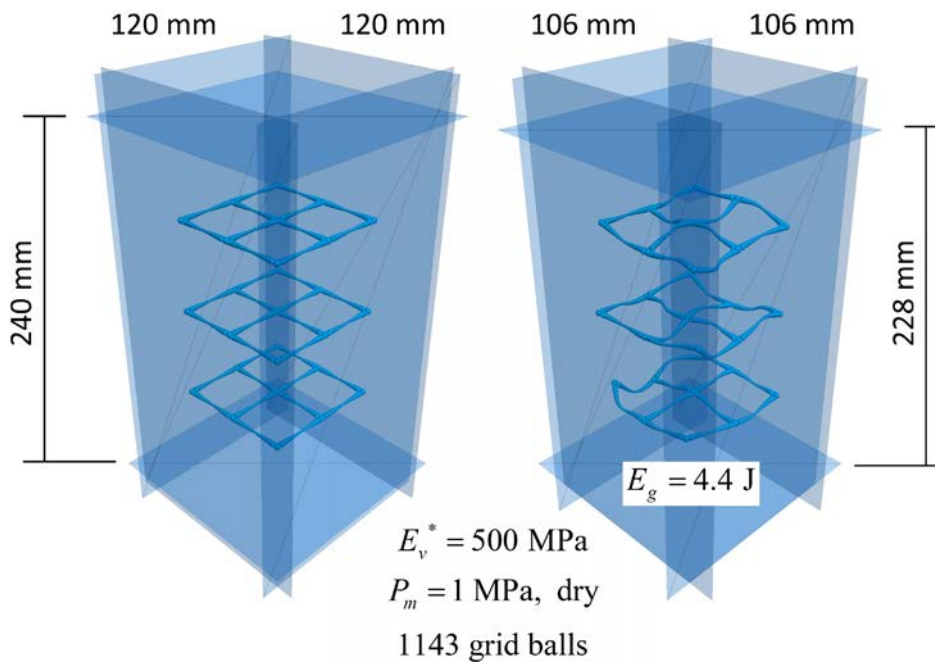 120 mm 120 mm 106 mm 106 mm
240 mm
228 mm
E_g = 4.4 J
E_v^* = 500 MPa
P_m = 1 MPa, dry
1143 grid balls